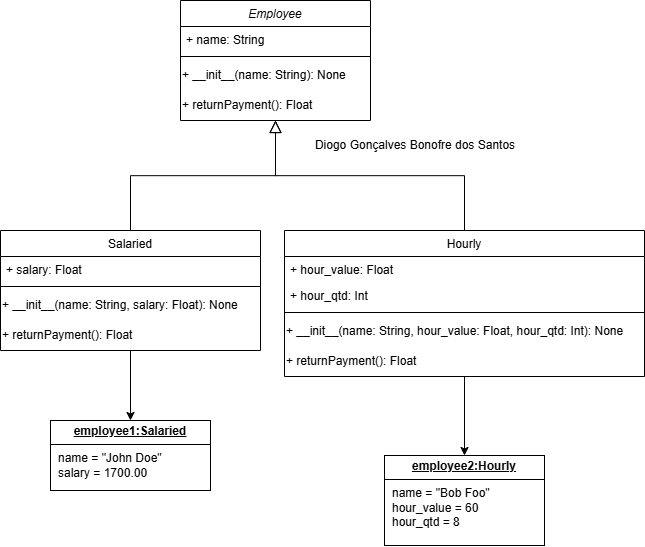 Employee
+ name: String
+ __init__(name: String): None
+ returnPayment(): Float
Diogo Gonçalves Bonofre dos Santos
Salaried
+ salary: Float
+ __init__(name: String, salary: Float): None
+ returnPayment(): Float
Hourly
+ hour_value: Float
+ hour_qtd: Int
+ __init__(name: String, hour_value: Float, hour_qtd: Int): None
+ returnPayment(): Float
employee1:Salaried
name = "John Doe"
salary = 1700.00
employee2:Hourly
name = "Bob Foo"
hour_value = 60
hour_qtd = 8